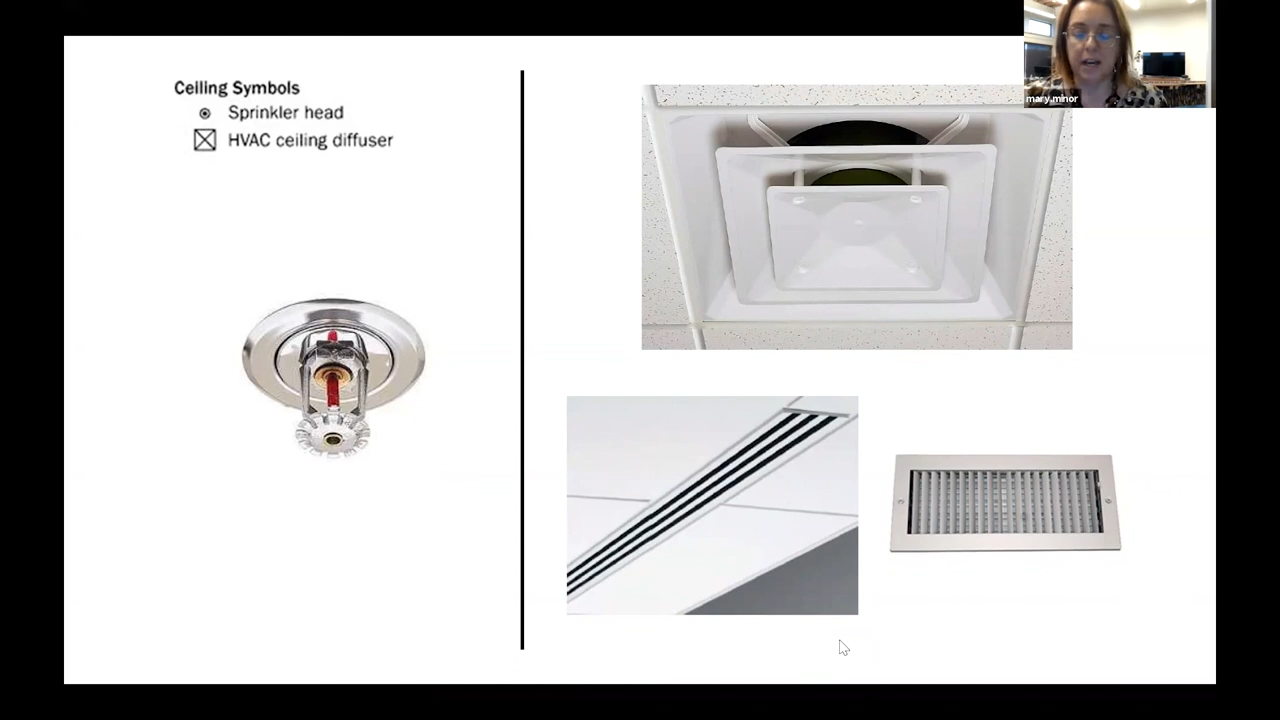 Ceiling Symbols
Sprinkler head
HVAC ceiling diffuser
mary minor